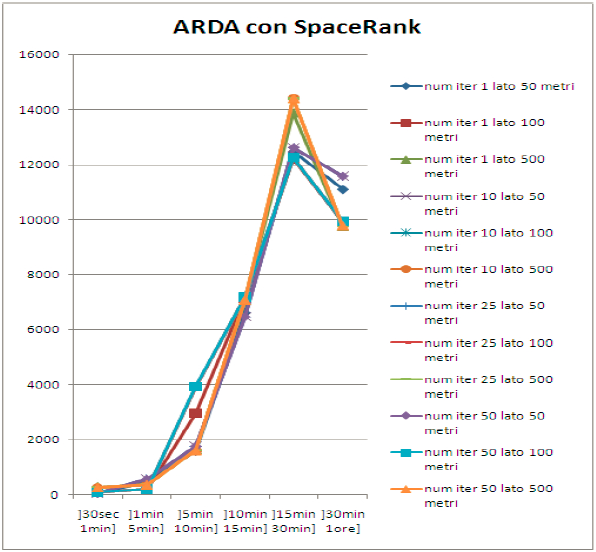 ARDA con SpaceRank
16000
14000
12000
10000
8000
6000
4000
2000
0
]30sec
1min]
]1min
5min]
]5min
10min]
]10min
15min]
]15min
30min]
]30min
1ore]
num iter 1 lato 50 metri
num iter 1 lato 100
metri
num iter 1 lato 500
metri
num iter 10 lato 50
metri
num iter 10 lato 100
metri
num iter 10 lato 500
metri
num iter 25 lato 50
metri
num iter 25 lato 100
metri
num iter 25 lato 500
metri
num iter 50 lato 50
metri
num iter 50 lato 100
metri
num iter 50 lato 500
metri